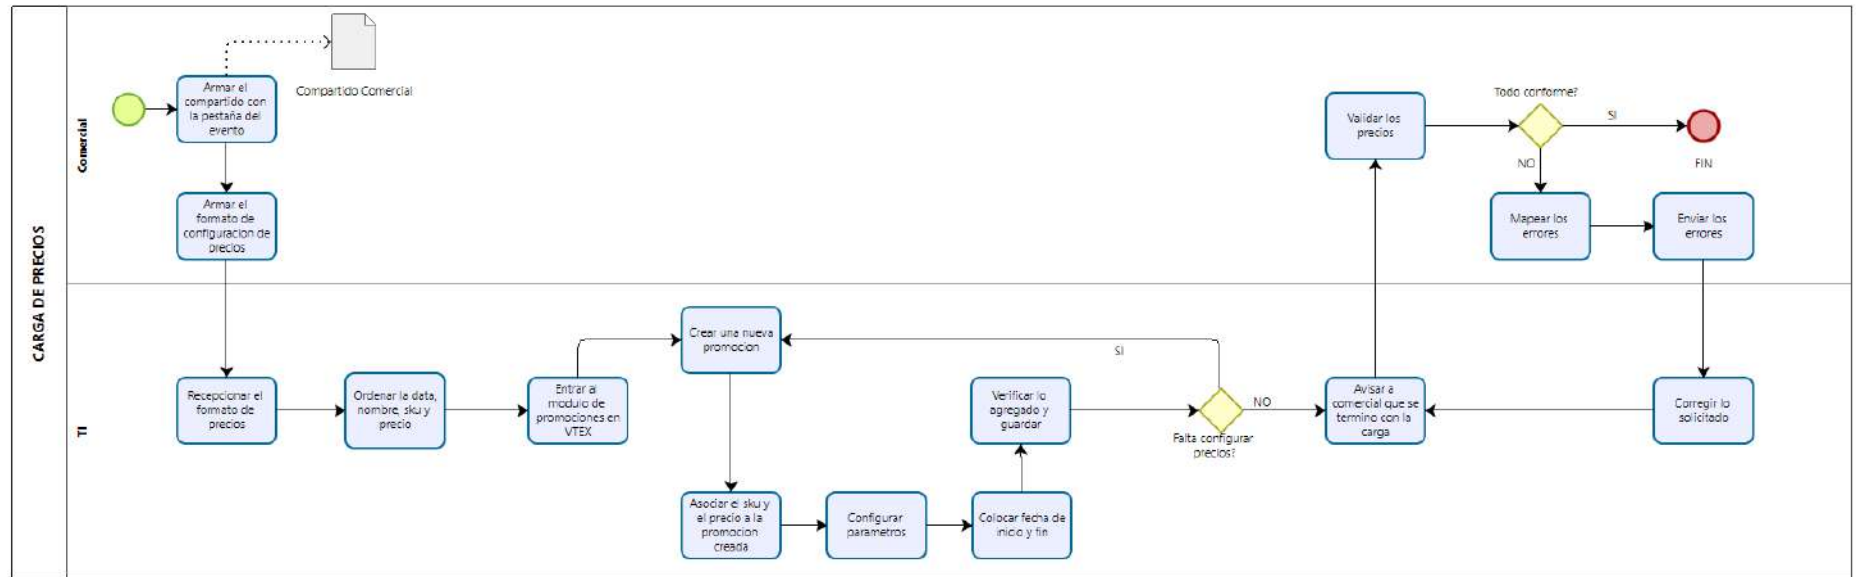 CARGA DE PRECIOS
Comercial
Armar el
compartido con
la pestaña del
evento
Compartido Comercial
Armar el
formato de
configuracion de
precios
Validar los
precios
Todo conforme?
SI
FIN
NO
Mapear los
errores
Enviar los
errores
TI
Recepcionar el
formato de
precios
Ordenar la data,
nombre, sku y
precio
Entrar al
modulo de
promociones en
VTEX
Crear una nueva
promocion
Asociar el sku y
el precio a la
promocion
creada
Configurar
parametros
Colocar fecha de
inicio y fin
Verificar lo
agregado y
guardar
SI
NO
Falta configurar
precios?
Avisar a
comercial que se
termino con la
carga
Corregir lo
solicitado